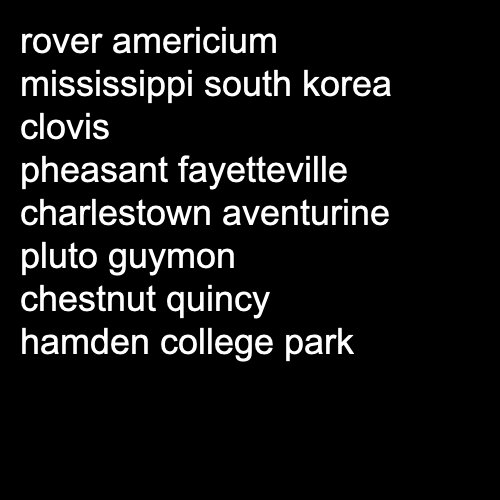 rover americium
mississippi south korea
clovis
pheasant fayetteville
charlestown aventurine
pluto guymon
chestnut quincy
hamden college park